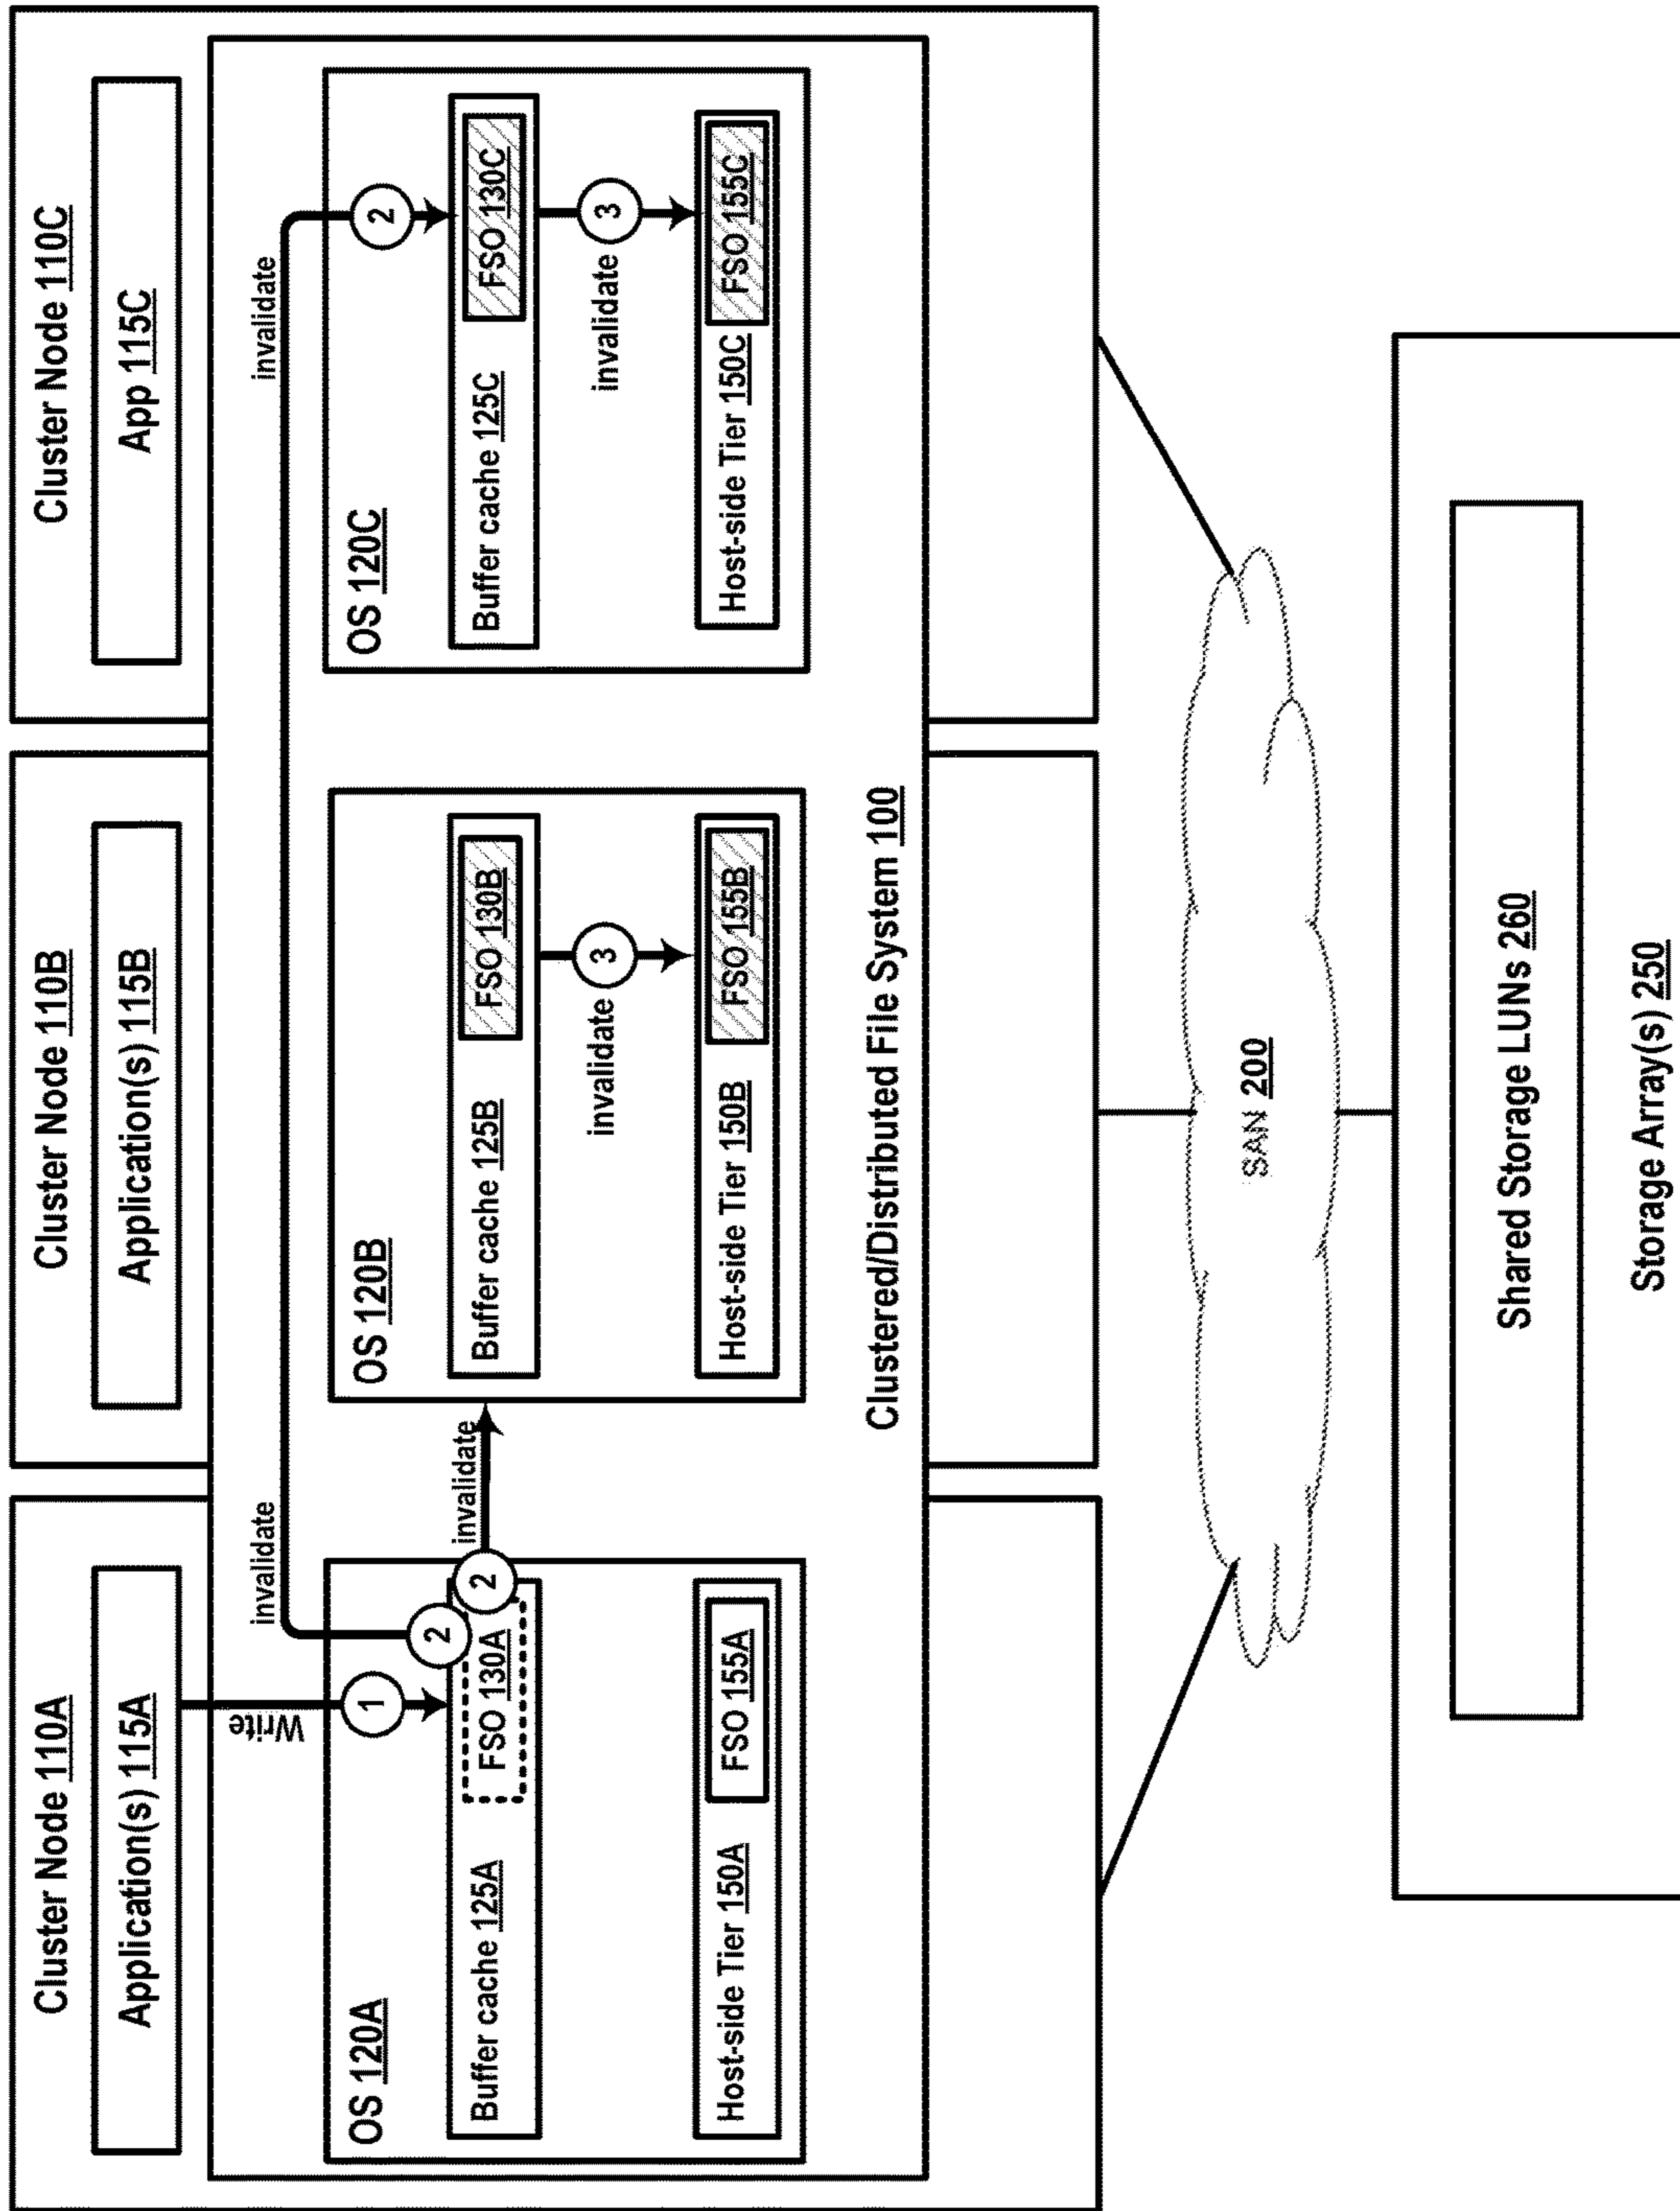 Cluster Node 110A
Application(s) 115A
Write
1
invalidate
OS 120A
2
2
invalidate
Buffer cache 125A
FSO 130A
Host-side Tier 150A
FSO 155A
Cluster Node 110B
Application(s) 115B
OS 120B
Buffer cache 125B
FSO 130B
invalidate
3
Host-side Tier 150B
FSO 155B
Cluster Node 110C
App 115C
invalidate
OS 120C
2
Buffer cache 125C
FSO 130C
invalidate
3
Host-side Tier 150C
FSO 155C
Clustered/Distributed File System 100
SAN 200
Shared Storage LUNs 260
Storage Array(s) 250